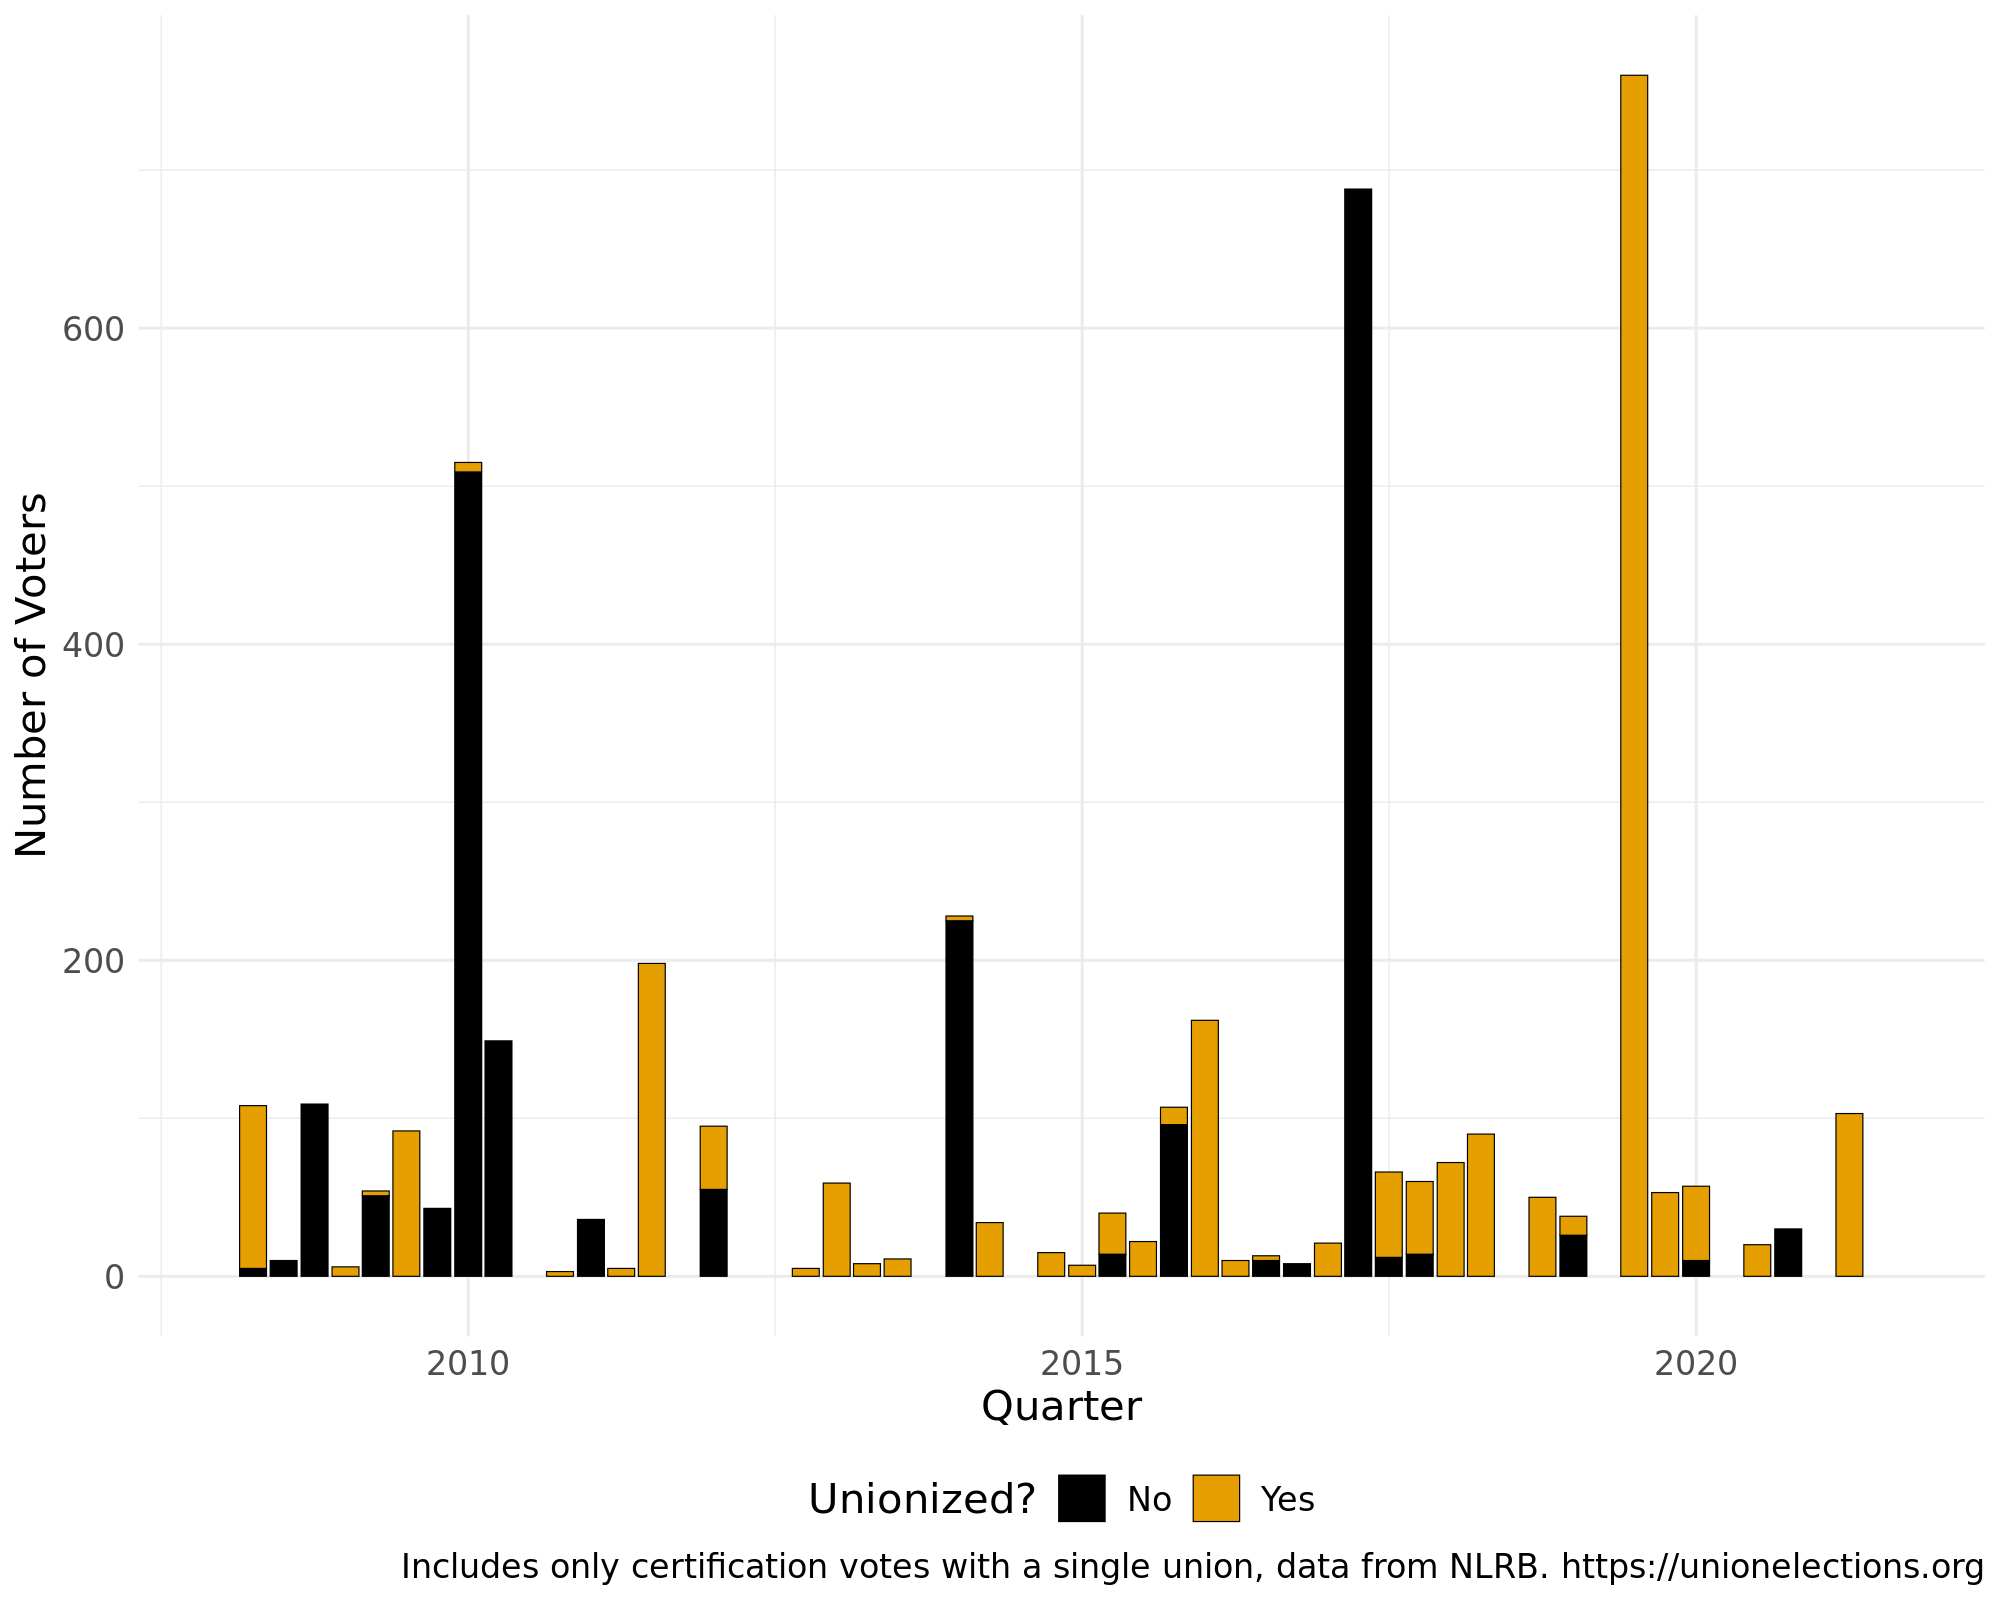 Number of Voters
600
400
200
0
2010 2015 2020
Quarter
Unionized? No Yes
Includes only certification votes with a single union, data from NLRB. https://unionelections.org